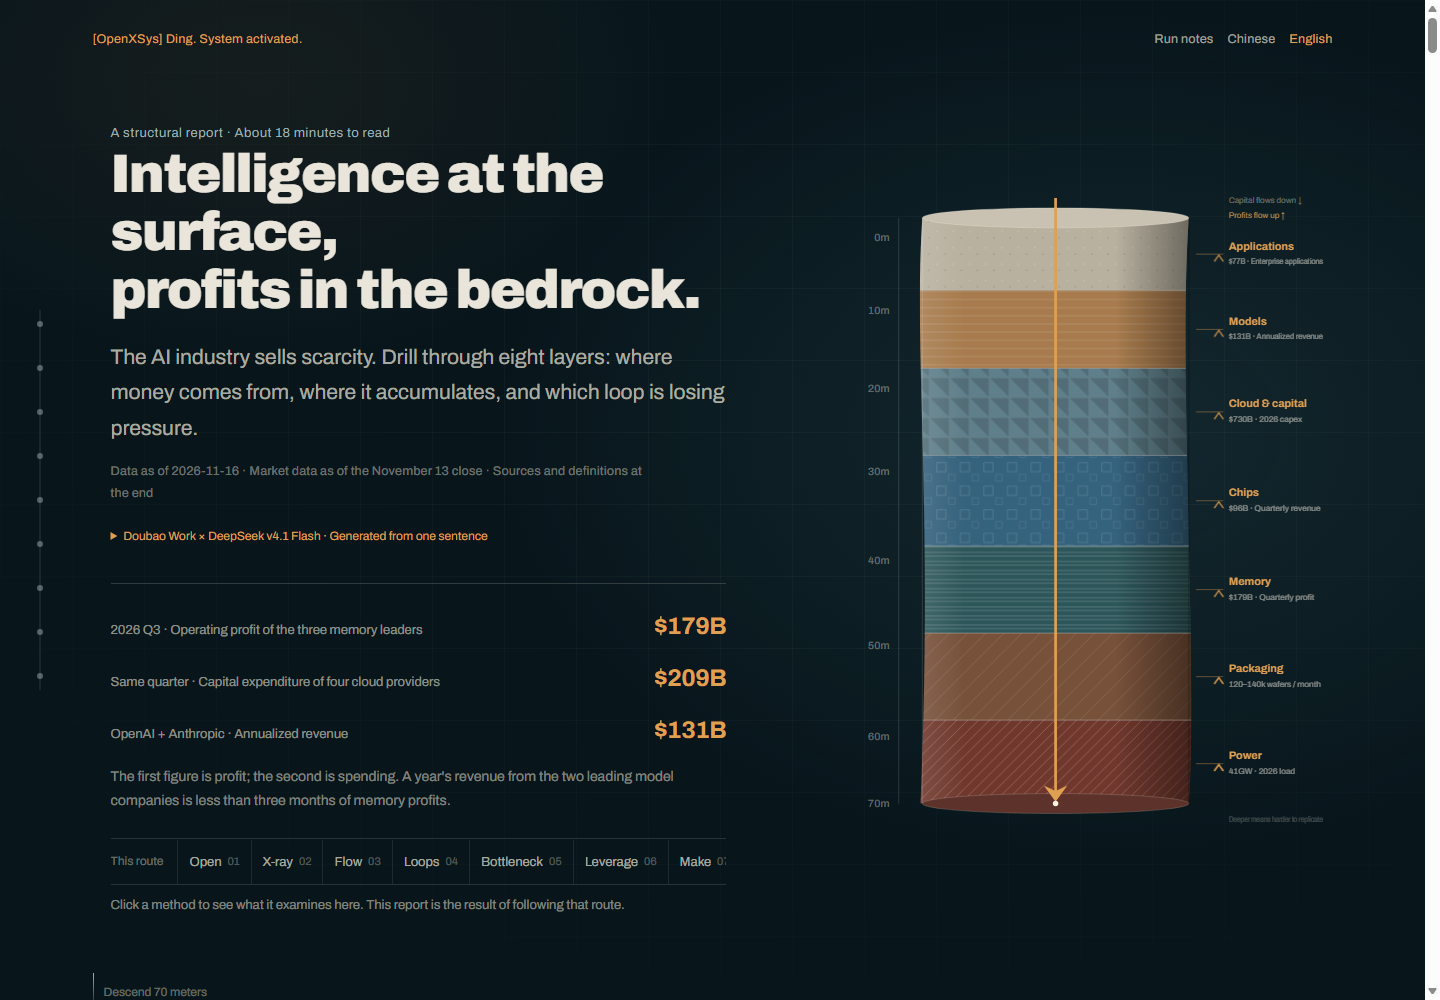 [OpenXSys] Ding. System activated.
Run notes Chinese English
A structural report · About 18 minutes to read
Intelligence at the
surface,
profits in the bedrock.
The AI industry sells scarcity. Drill through eight layers: where
money comes from, where it accumulates, and which loop is losing
pressure.
Data as of 2026-11-16 · Market data as of the November 13 close · Sources and definitions at
the end
▶ Doubao Work × DeepSeek v4.1 Flash · Generated from one sentence
2026 Q3 · Operating profit of the three memory leaders $179B
Same quarter · Capital expenditure of four cloud providers $209B
OpenAI + Anthropic · Annualized revenue $131B
The first figure is profit; the second is spending. A year's revenue from the two leading model
companies is less than three months of memory profits.
This route Open 01 X-ray 02 Flow 03 Loops 04 Bottleneck 05 Leverage 06 Make 07
Click a method to see what it examines here. This report is the result of following that route.
Descend 70 meters
0m
10m
20m
30m
40m
50m
60m
70m
Capital flows down ↓
Profits flow up ↑
Applications
$77B · Enterprise applications
Models
$131B · Annualized revenue
Cloud & capital
$730B · 2026 capex
Chips
$96B · Quarterly revenue
Memory
$179B · Quarterly profit
Packaging
120–140k wafers / month
Power
41GW · 2026 load
Deeper means harder to replicate